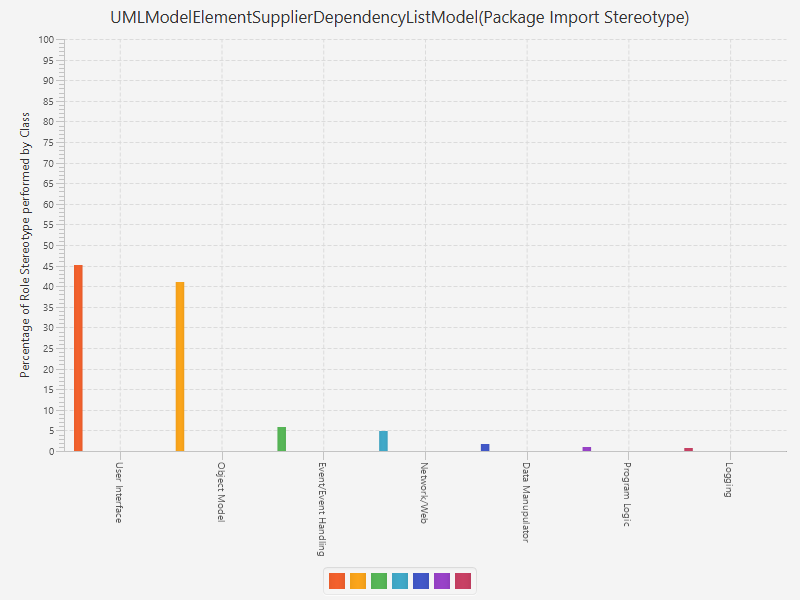 UMLModelElementSupplierDependencyListModel(Package Import Stereotype)
Percentage of Role Stereotype performed by Class
100
95
90
85
80
75
70
65
60
55
50
45
40
35
30
25
20
15
10
5
0
User Interface
Object Model
Event/Event Handling
Network/Web
Data Manupulator
Program Logic
Logging